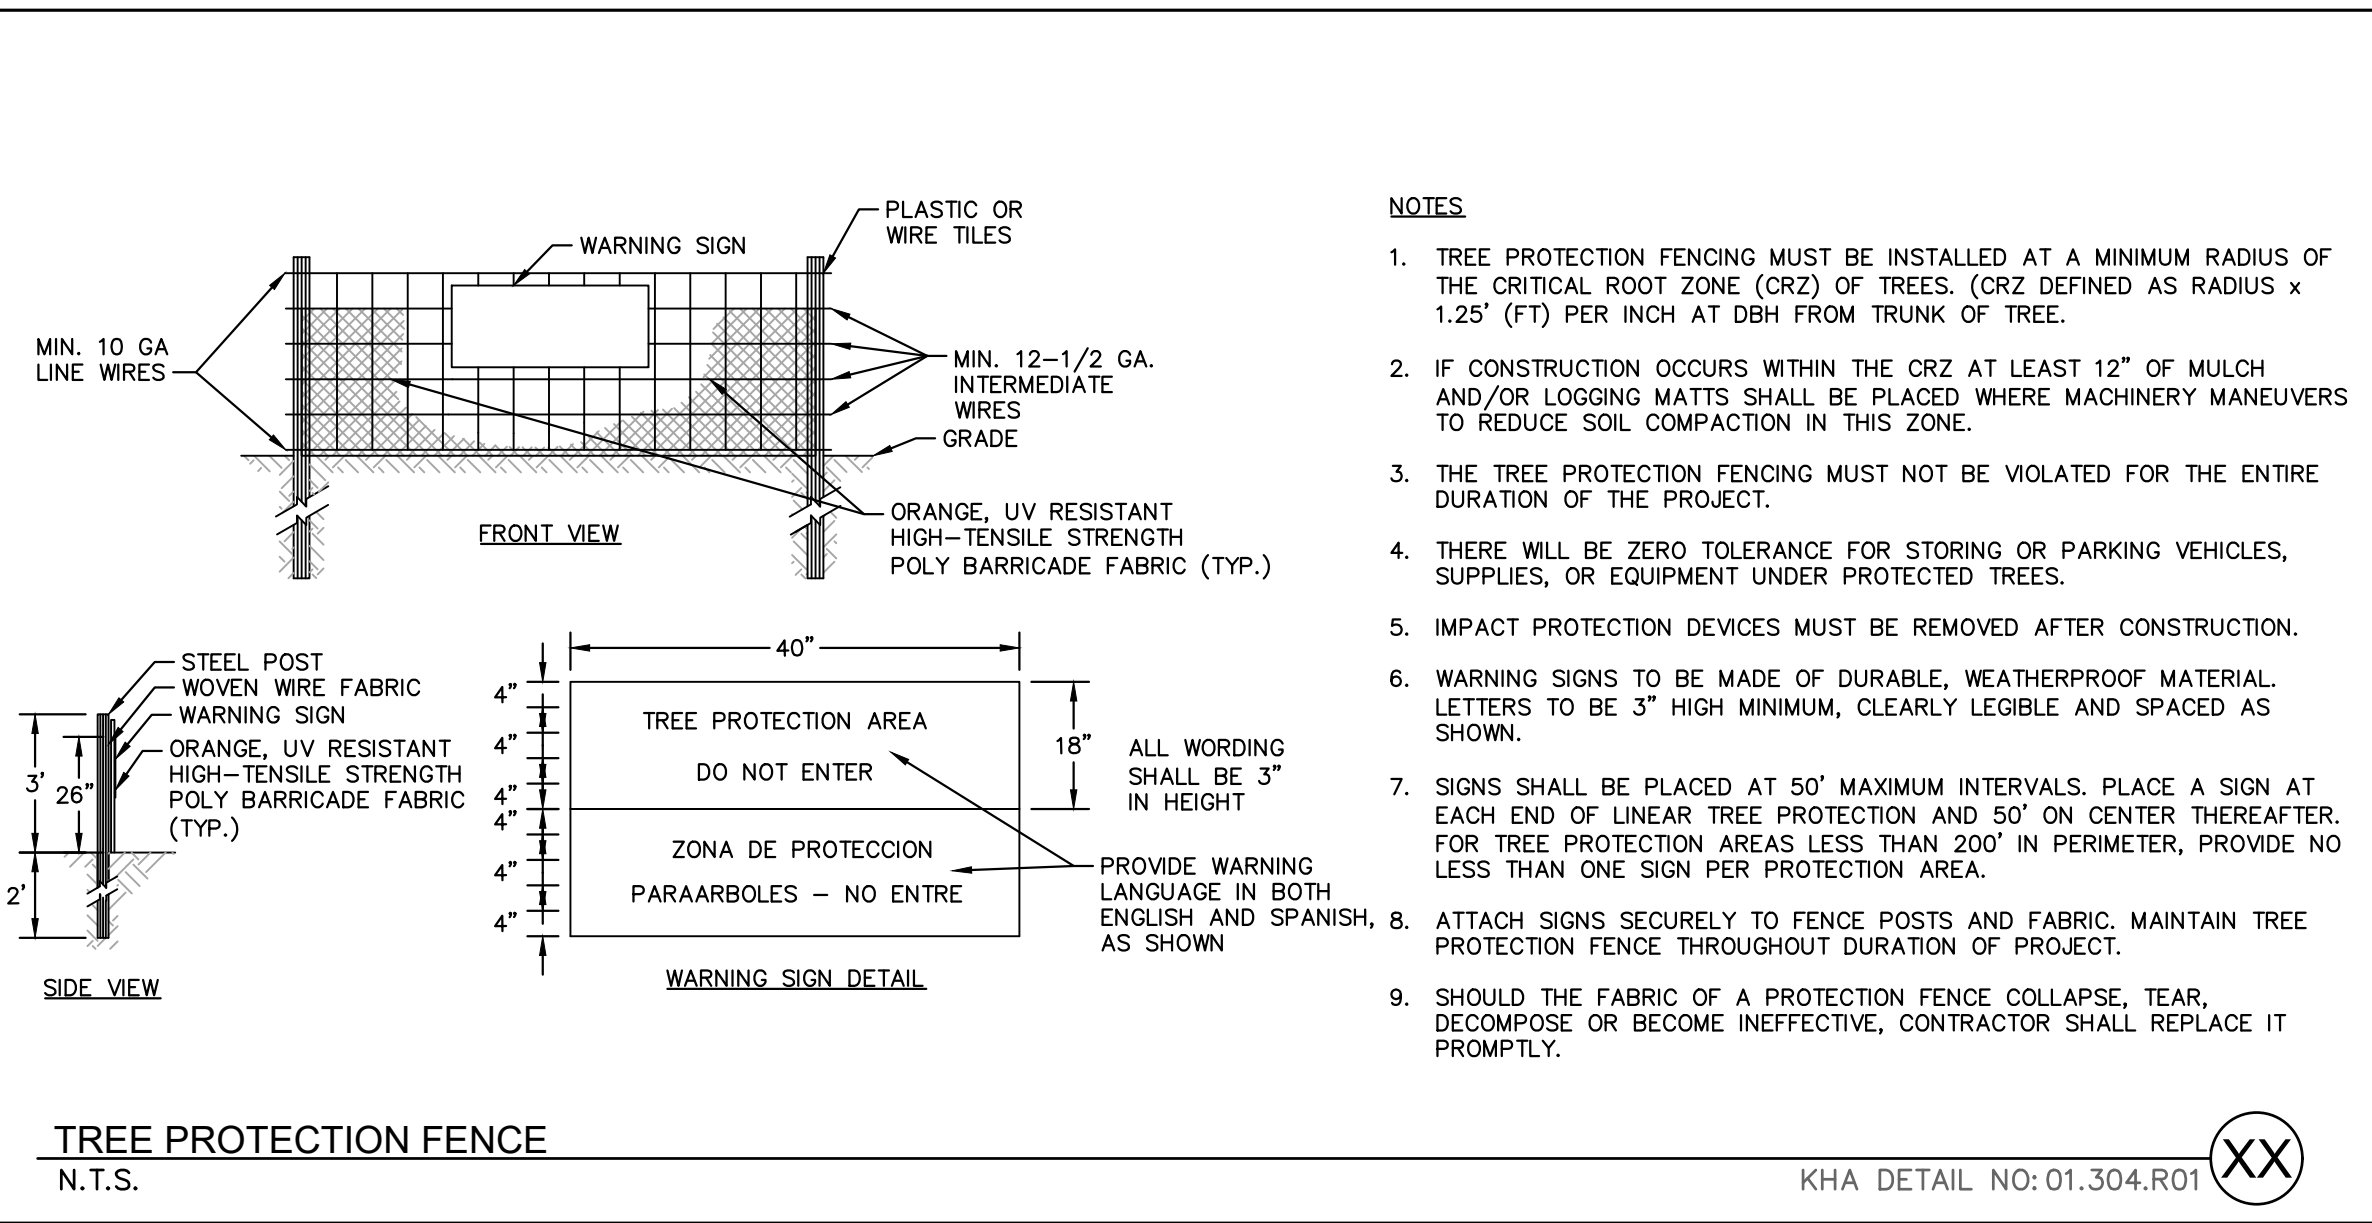 PLASTIC OR
WIRE TILES
WARNING SIGN
MIN. 10 GA
LINE WIRES
MIN. 12-1/2 GA.
INTERMEDIATE
WIRES
GRADE
ORANGE, UV RESISTANT
HIGH-TENSILE STRENGTH
POLY BARRICADE FABRIC (TYP.)
FRONT VIEW
STEEL POST
WOVEN WIRE FABRIC
WARNING SIGN
ORANGE, UV RESISTANT
HIGH-TENSILE STRENGTH
POLY BARRICADE FABRIC
(TYP.)
3'
26"
2'
SIDE VIEW
40"
4"
4"
4"
4"
4"
4"
18"
TREE PROTECTION AREA
DO NOT ENTER
ZONA DE PROTECCION
PARAARBOLES - NO ENTRE
ALL WORDING
SHALL BE 3"
IN HEIGHT
PROVIDE WARNING
LANGUAGE IN BOTH
ENGLISH AND SPANISH,
AS SHOWN
WARNING SIGN DETAIL
NOTES
1. TREE PROTECTION FENCING MUST BE INSTALLED AT A MINIMUM RADIUS OF
THE CRITICAL ROOT ZONE (CRZ) OF TREES. (CRZ DEFINED AS RADIUS x
1.25' (FT) PER INCH AT DBH FROM TRUNK OF TREE.
2. IF CONSTRUCTION OCCURS WITHIN THE CRZ AT LEAST 12" OF MULCH
AND/OR LOGGING MATTS SHALL BE PLACED WHERE MACHINERY MANEUVERS
TO REDUCE SOIL COMPACTION IN THIS ZONE.
3. THE TREE PROTECTION FENCING MUST NOT BE VIOLATED FOR THE ENTIRE
DURATION OF THE PROJECT.
4. THERE WILL BE ZERO TOLERANCE FOR STORING OR PARKING VEHICLES,
SUPPLIES, OR EQUIPMENT UNDER PROTECTED TREES.
5. IMPACT PROTECTION DEVICES MUST BE REMOVED AFTER CONSTRUCTION.
6. WARNING SIGNS TO BE MADE OF DURABLE, WEATHERPROOF MATERIAL.
LETTERS TO BE 3" HIGH MINIMUM, CLEARLY LEGIBLE AND SPACED AS
SHOWN.
7. SIGNS SHALL BE PLACED AT 50' MAXIMUM INTERVALS. PLACE A SIGN AT
EACH END OF LINEAR TREE PROTECTION AND 50' ON CENTER THEREAFTER.
FOR TREE PROTECTION AREAS LESS THAN 200' IN PERIMETER, PROVIDE NO
LESS THAN ONE SIGN PER PROTECTION AREA.
8. ATTACH SIGNS SECURELY TO FENCE POSTS AND FABRIC. MAINTAIN TREE
PROTECTION FENCE THROUGHOUT DURATION OF PROJECT.
9. SHOULD THE FABRIC OF A PROTECTION FENCE COLLAPSE, TEAR,
DECOMPOSE OR BECOME INEFFECTIVE, CONTRACTOR SHALL REPLACE IT
PROMPTLY.
TREE PROTECTION FENCE
N.T.S.
KHA DETAIL NO: 01.304.R01
XX